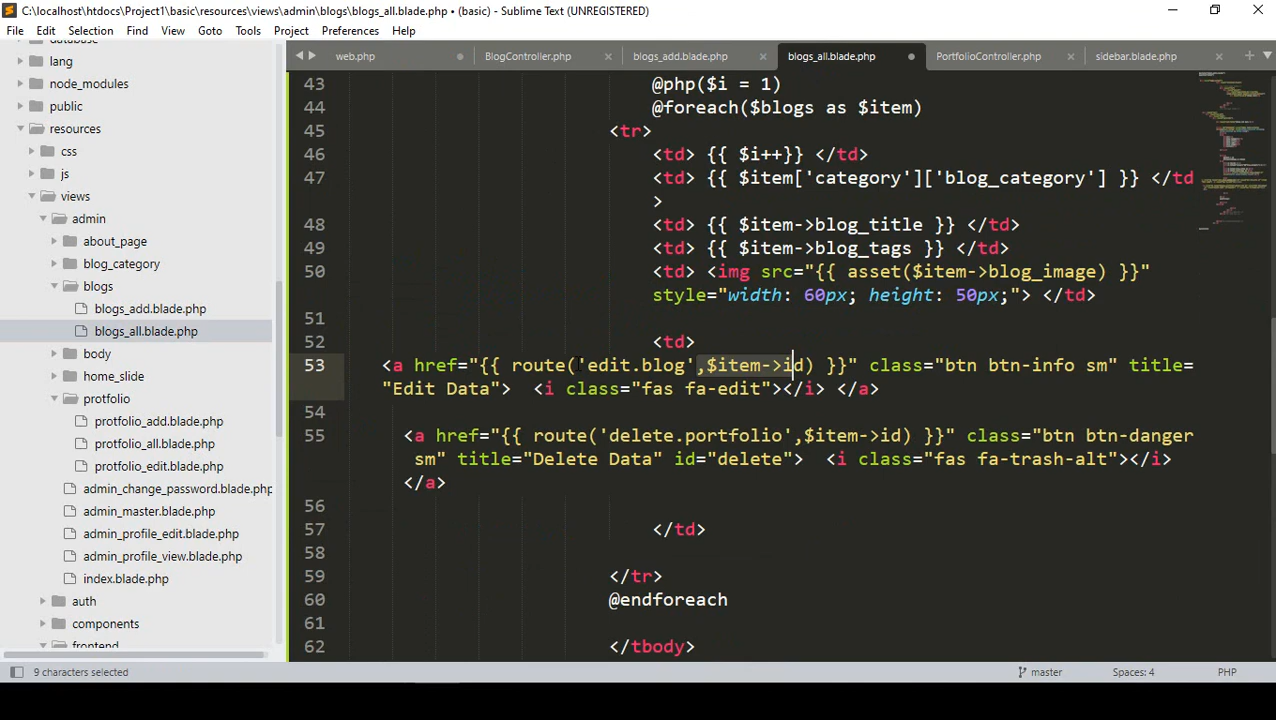 C:\localhost\htdocs\Project1\basic\resources\views\admin\blogs\blogs_all.blade.php • (basic) - Sublime Text (UNREGISTERED)
File Edit Selection Find View Goto Tools Project Preferences Help
web.php BlogController.php × blogs_add.blade.php × blogs_all.blade.php PortfolioController.php × sidebar.blade.php ×
lang
node_modules
public
resources
css
js
views
admin
about_page
blog_category
blogs
blogs_add.blade.php
blogs_all.blade.php
body
home_slide
portfolio
protfolio_add.blade.php
protfolio_all.blade.php
protfolio_edit.blade.php
admin_change_password.blade.php
admin_master.blade.php
admin_profile_edit.blade.php
admin_profile_view.blade.php
index.blade.php
auth
components
frontend
43 @php($i = 1)
44 @foreach($blogs as $item)
45 <tr>
46 <td> {{ $i++}} </td>
47 <td> {{ $item['category']['blog_category'] }} </td
>
48 <td> {{ $item->blog_title }} </td>
49 <td> {{ $item->blog_tags }} </td>
50 <td> <img src="{{ asset($item->blog_image) }}"
style="width: 60px; height: 50px;"> </td>
51
52 <td>
53 <a href="{{ route('edit.blog',$item->id) }}" class="btn btn-info sm" title=
"Edit Data">  <i class="fas fa-edit"></i> </a>
54
55 <a href="{{ route('delete.portfolio',$item->id) }}" class="btn btn-danger
sm" title="Delete Data" id="delete">  <i class="fas fa-trash-alt"></i>
</a>
56
57 </td>
58
59 </tr>
60 @endforeach
61
62 </tbody>
9 characters selected master Spaces: 4 PHP